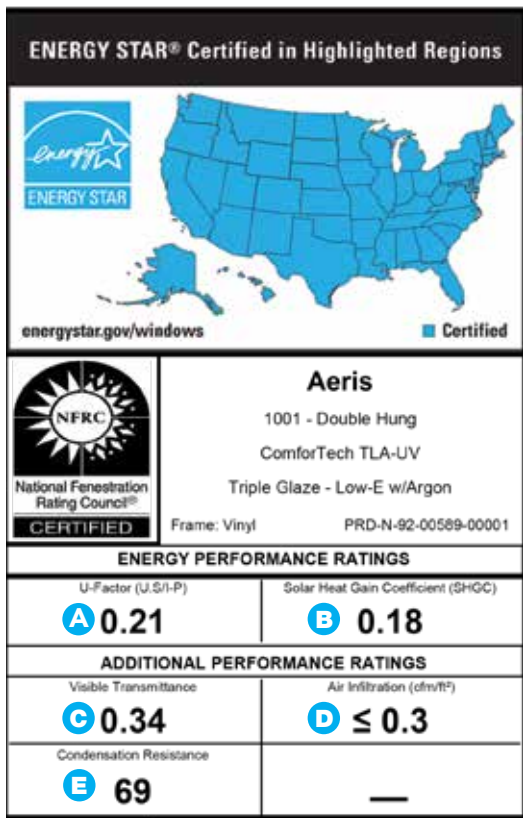 ENERGY STAR® Certified in Highlighted Regions
energy
ENERGY STAR
energystar.gov/windows
Certified
NFRC
National Fenestration
Rating Council®
CERTIFIED
Aeris
1001 - Double Hung
ComforTech TLA-UV
Triple Glaze - Low-E w/Argon
Frame: Vinyl PRD-N-92-00589-00001
ENERGY PERFORMANCE RATINGS
U-Factor (U.S/I-P)
A 0.21
Solar Heat Gain Coefficient (SHGC)
B 0.18
ADDITIONAL PERFORMANCE RATINGS
Visible Transmittance
C 0.34
Air Infiltration (cfm/ft²)
D ≤ 0.3
Condensation Resistance
E 69
—